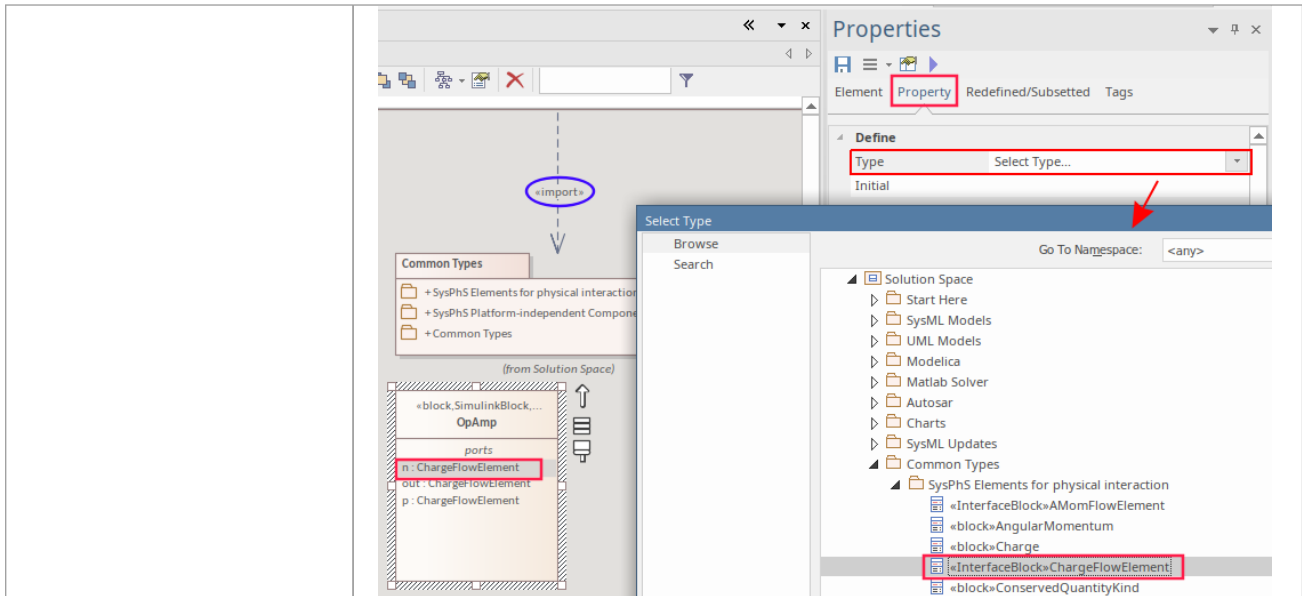 Properties
Element Property Redefined/Subsetted Tags
Define
Type Select Type...
Initial
«import»
Select Type
Browse
Search
Go To Namespace: <any>
Common Types
+SysPhS Elements for physical interaction
+SysPhS Platform-independent Compone
+Common Types
(from Solution Space)
«block,SimulinkBlock,...
OpAmp
ports
n : ChargeFlowElement
out : ChargeFlowElement
p : ChargeFlowElement
Solution Space
Start Here
SysML Models
UML Models
Modelica
Matlab Solver
Autosar
Charts
SysML Updates
Common Types
SysPhS Elements for physical interaction
«InterfaceBlock»AMomFlowElement
«block»AngularMomentum
«block»Charge
«InterfaceBlock»ChargeFlowElement
«block»ConservedQuantityKind